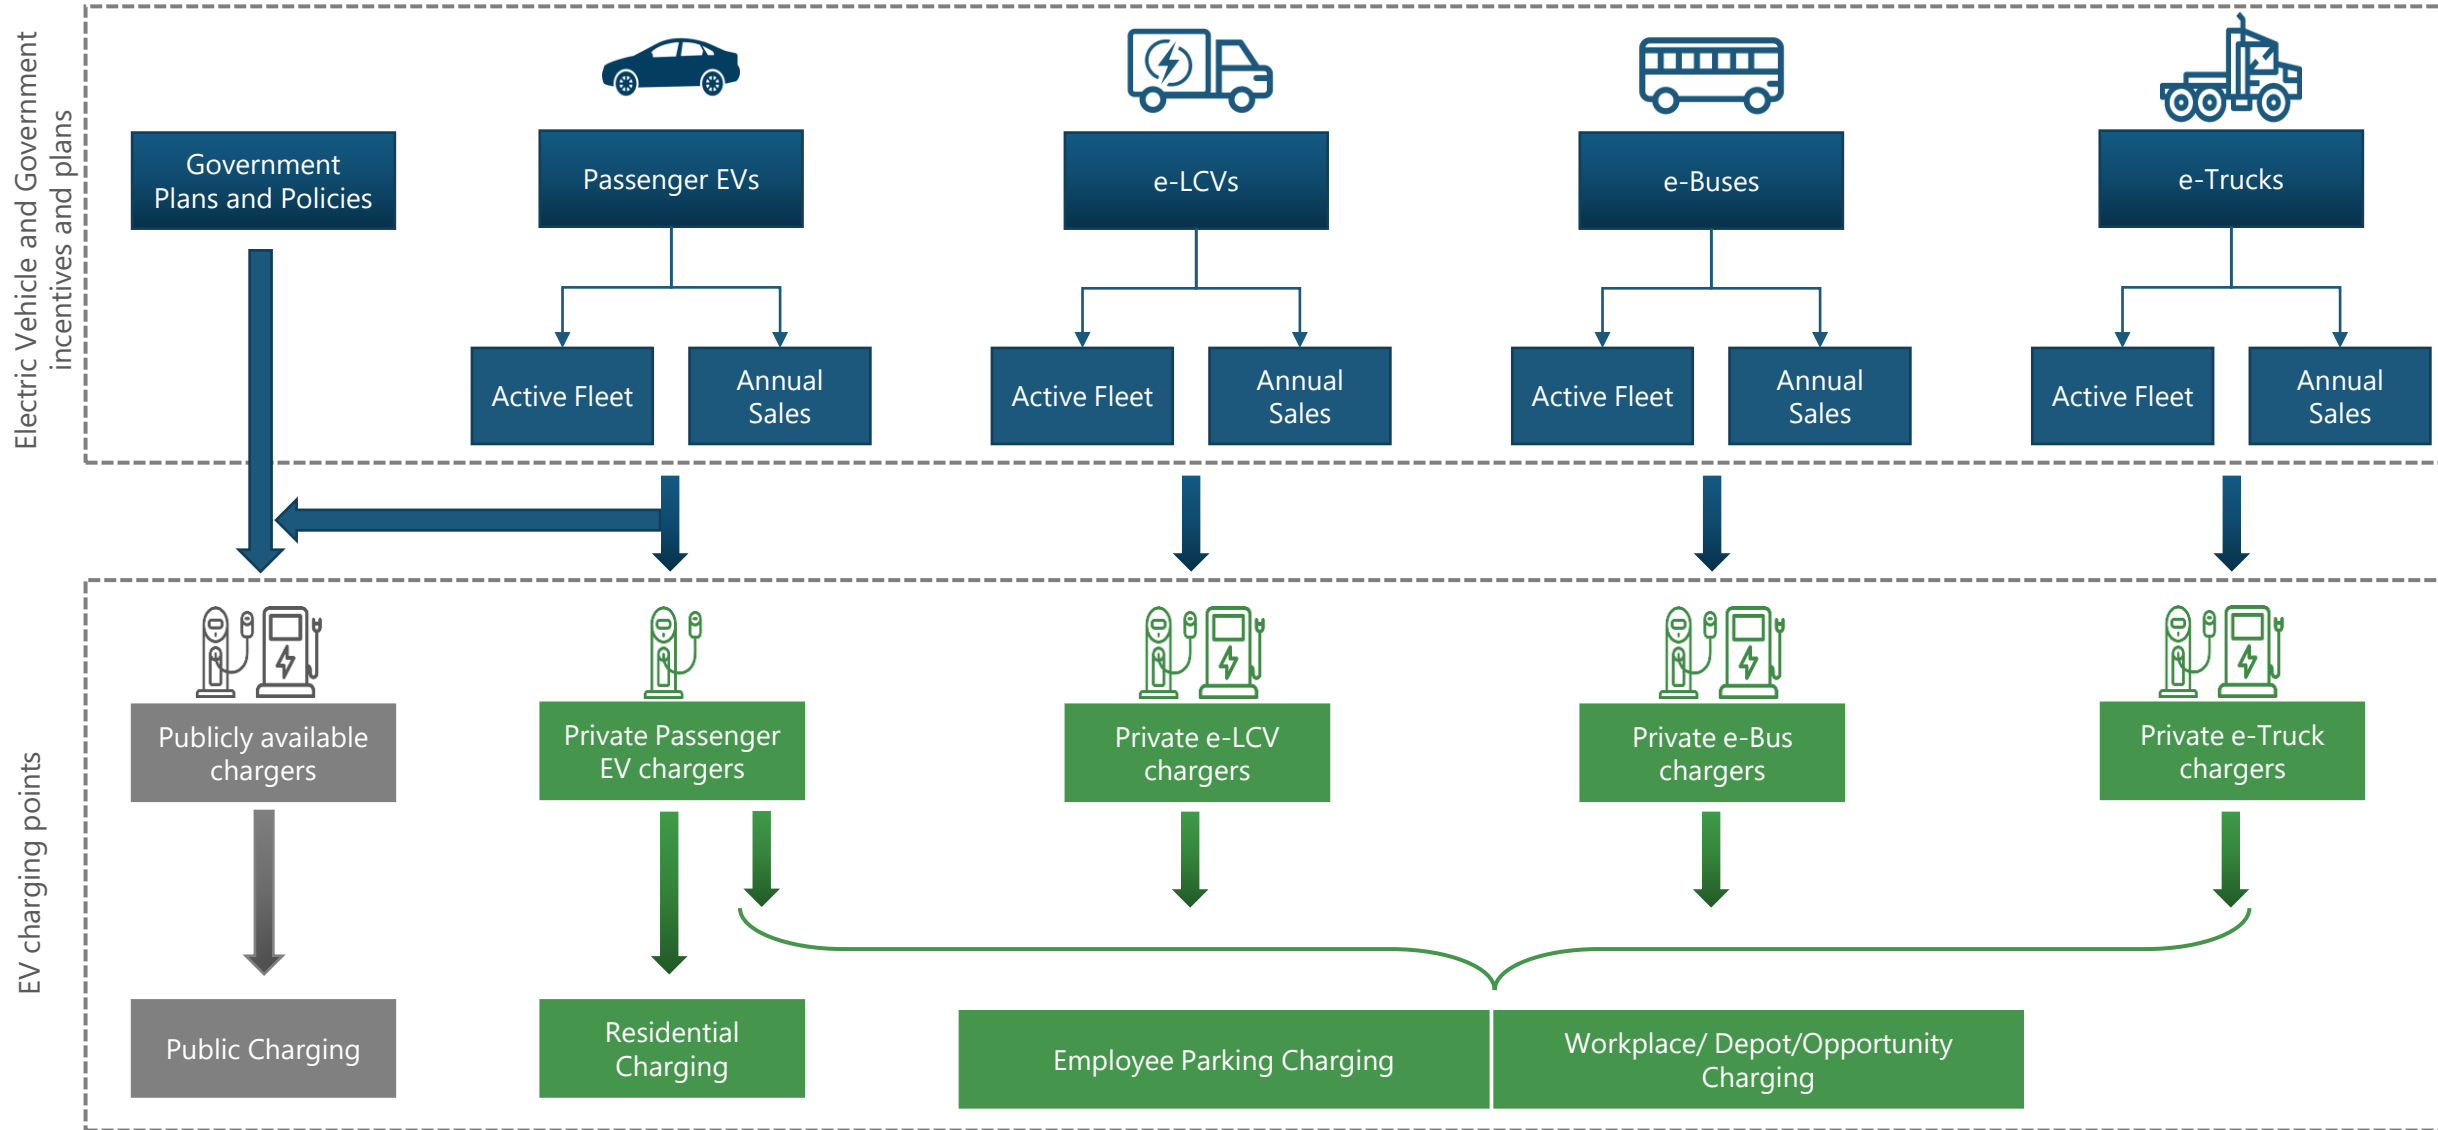 Electric Vehicle and Government
incentives and plans
Government
Plans and Policies
Passenger EVs
e-LCVs
e-Buses
e-Trucks
Active Fleet
Annual
Sales
Active Fleet
Annual
Sales
Active Fleet
Annual
Sales
Active Fleet
Annual
Sales
EV charging points
Publicly available
chargers
Private Passenger
EV chargers
Private e-LCV
chargers
Private e-Bus
chargers
Private e-Truck
chargers
Public Charging
Residential
Charging
Employee Parking Charging
Workplace/ Depot/Opportunity
Charging